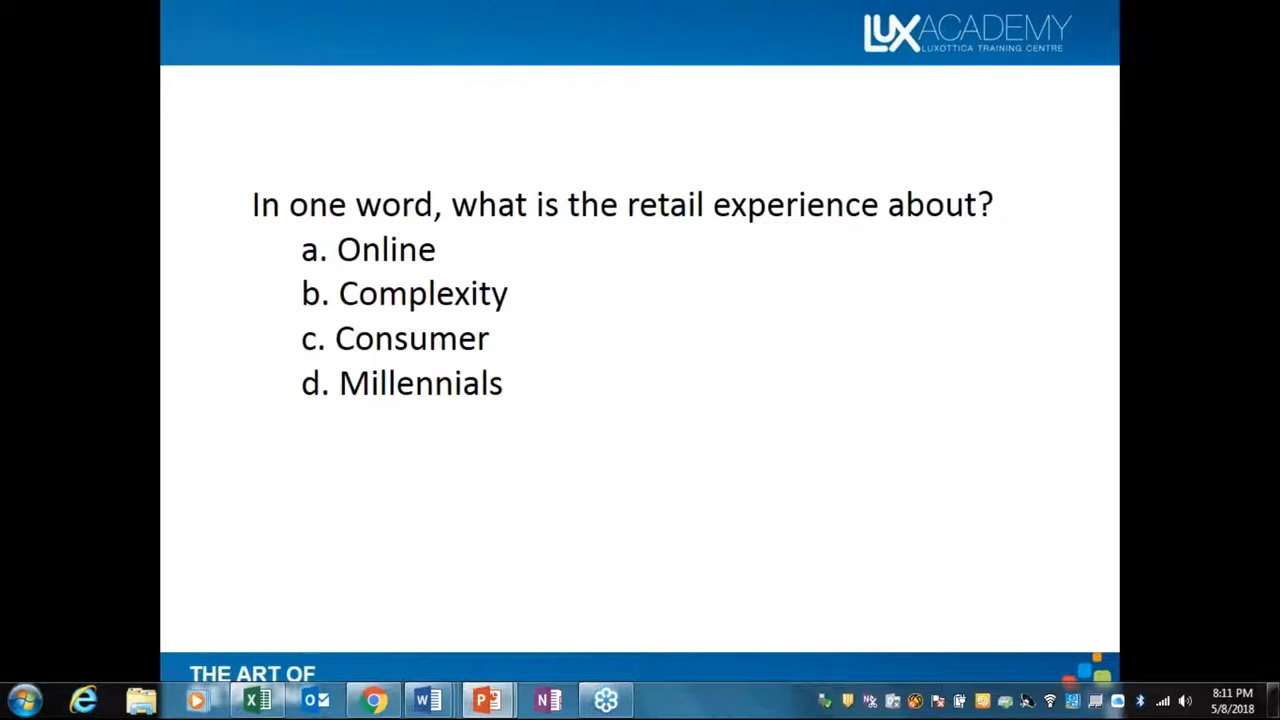 LUXACADEMY
LUXOTTICA TRAINING CENTRE
In one word, what is the retail experience about?
a. Online
b. Complexity
c. Consumer
d. Millennials
THE ART OF
8:11 PM
5/8/2018